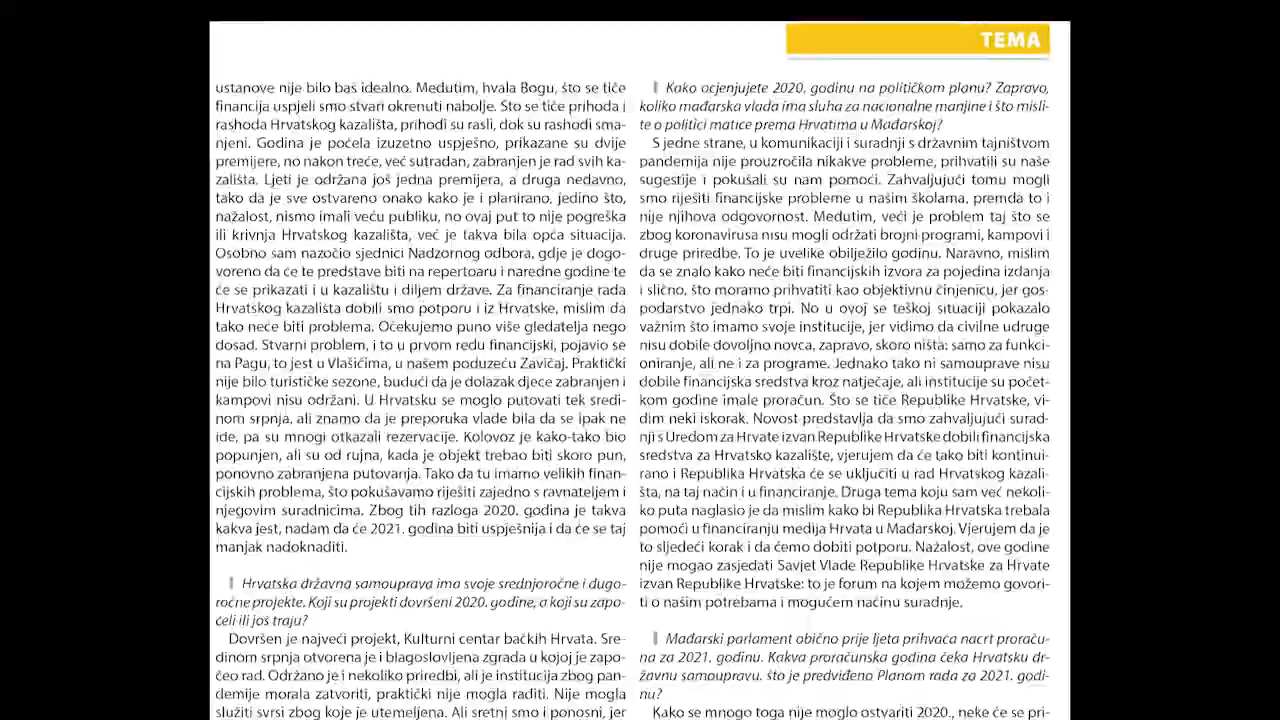 TEMA
ustanove nije bilo baš idealno. Međutim, hvala Bogu, što se tiče
financija uspjeli smo stvari okrenuti nabolje. Što se tiče prihoda i
rashoda Hrvatskog kazališta, prihodi su rasli, dok su rashodi sma-
njeni. Godina je počela izuzetno uspješno, prikazane su dvije
premijere, no nakon treće, već sutradan, zabranjen je rad svih ka-
zališta. Ljeti je održana još jedna premijera, a druga nedavno,
tako da je sve ostvareno onako kako je i planirano, jedino što,
nažalost, nismo imali veću publiku, no ovaj put to nije pogreška
ili krivnja Hrvatskog kazališta, već je takva bila opća situacija.
Osobno sam nazočio sjednici Nadzornog odbora, gdje je dogo-
voreno da će te predstave biti na repertoaru i naredne godine te
će se prikazati i u kazalištu i diljem države. Za financiranje rada
Hrvatskog kazališta dobili smo potporu i iz Hrvatske, mislim da
tako neće biti problema. Očekujemo puno više gledatelja nego
dosad. Stvarni problem, i to u prvom redu financijski, pojavio se
na Pagu, to jest u Vlašićima, u našem poduzeću Zavičaj. Praktički
nije bilo turističke sezone, budući da je dolazak djece zabranjen i
kampovi nisu održani. U Hrvatsku se moglo putovati tek sredi-
nom srpnja, ali znamo da je preporuka vlade bila da se ipak ne
ide, pa su mnogi otkazali rezervacije. Kolovoz je kako-tako bio
popunjen, ali su od rujna, kada je objekt trebao biti skoro pun,
ponovno zabranjena putovanja. Tako da tu imamo velikih finan-
cijskih problema, što pokušavamo riješiti zajedno s ravnateljem i
njegovim suradnicima. Zbog tih razloga 2020. godina je takva
kakva jest, nadam da će 2021. godina biti uspješnija i da će se taj
manjak nadoknaditi.
Hrvatska državna samouprava ima svoje srednjoročne i dugo-
ročne projekte. Koji su projekti dovršeni 2020. godine, a koji su zapo-
čeli ili još traju?
Dovršen je najveći projekt, Kulturni centar bačkih Hrvata. Sre-
dinom srpnja otvorena je i blagoslovljena zgrada u kojoj je zapo-
čeo rad. Održano je i nekoliko priredbi, ali je institucija zbog pan-
demije morala zatvoriti, praktički nije mogla raditi. Nije mogla
služiti svrsi zbog koje je utemeljena. Ali sretni smo i ponosni, jer
Kako ocjenjujete 2020. godinu na političkom planu? Zapravo,
koliko mađarska vlada ima sluha za nacionalne manjine i što misli-
te o politici matice prema Hrvatima u Mađarskoj?
S jedne strane, u komunikaciji i suradnji s državnim tajništvom
pandemija nije prouzročila nikakve probleme, prihvatili su naše
sugestije i pokušali su nam pomoći. Zahvaljujući tomu mogli
smo riješiti financijske probleme u našim školama, premda to i
nije njihova odgovornost. Međutim, veći je problem taj što se
zbog koronavirusa nisu mogli održati brojni programi, kampovi i
druge priredbe. To je uvelike obilježilo godinu. Naravno, mislim
da se znalo kako neće biti financijskih izvora za pojedina izdanja
i slično, što moramo prihvatiti kao objektivnu činjenicu, jer gos-
podarstvo jednako trpi. No u ovoj se teškoj situaciji pokazalo
važnim što imamo svoje institucije, jer vidimo da civilne udruge
nisu dobile dovoljno novca, zapravo, skoro ništa: samo za funkci-
oniranje, ali ne i za programe. Jednako tako ni samouprave nisu
dobile financijska sredstva kroz natječaje, ali institucije su počet-
kom godine imale proračun. Što se tiče Republike Hrvatske, vi-
dim neki iskorak. Novost predstavlja da smo zahvaljujući surad-
nji s Uredom za Hrvate izvan Republike Hrvatske dobili financijska
sredstva za Hrvatsko kazalište, vjerujem da će tako biti kontinui-
rano i Republika Hrvatska će se uključiti u rad Hrvatskog kazali-
šta, na taj način i u financiranje. Druga tema koju sam već nekoli-
ko puta naglasio je da mislim kako bi Republika Hrvatska trebala
pomoći u financiranju medija Hrvata u Mađarskoj. Vjerujem da je
to sljedeći korak i da ćemo dobiti potporu. Nažalost, ove godine
nije mogao zasjedati Savjet Vlade Republike Hrvatske za Hrvate
izvan Republike Hrvatske: to je forum na kojem možemo govori-
ti o našim potrebama i mogućem načinu suradnje.
Mađarski parlament obično prije ljeta prihvaća nacrt proraču-
na za 2021. godinu. Kakva proračunska godina čeka Hrvatsku dr-
žavnu samoupravu, što je predviđeno Planom rada za 2021. godi-
nu?
Kako se mnogo toga nije moglo ostvariti 2020., neke će se pri-